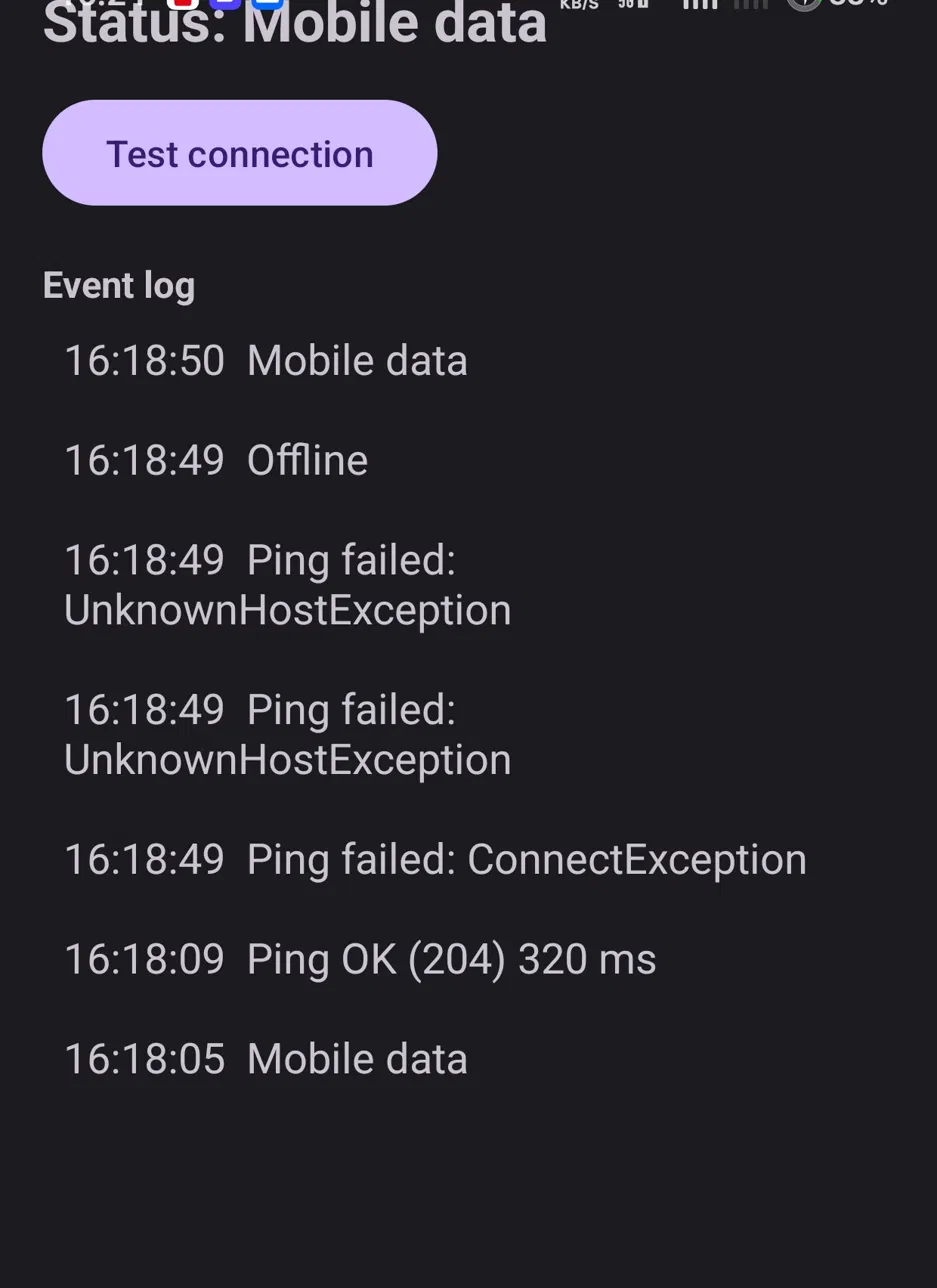 Status: Mobile data
KB/S
Test connection
Event log
16:18:50 Mobile data
16:18:49 Offline
16:18:49 Ping failed:
UnknownHostException
16:18:49 Ping failed:
UnknownHostException
16:18:49 Ping failed: ConnectException
16:18:09 Ping OK (204) 320 ms
16:18:05 Mobile data